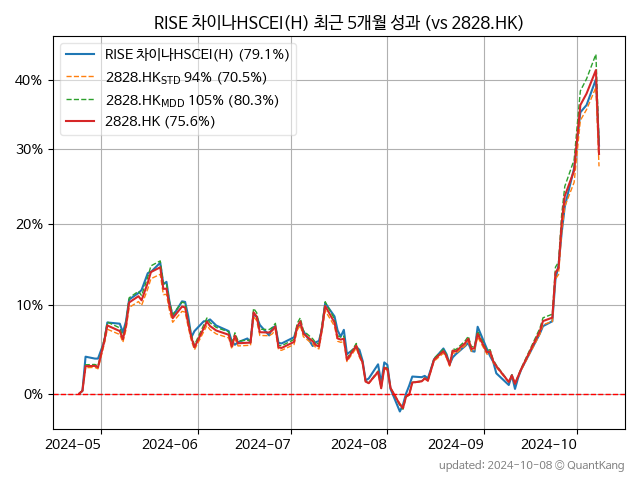 RISE 차이나HSCEI(H) 최근 5개월 성과 (vs 2828.HK)
RISE 차이나HSCEI(H) (79.1%)
2828.HK_STD 94% (70.5%)
2828.HK_MDD 105% (80.3%)
2828.HK (75.6%)
40%
30%
20%
10%
0%
2024-05 2024-06 2024-07 2024-08 2024-09 2024-10
updated: 2024-10-08 © QuantKang